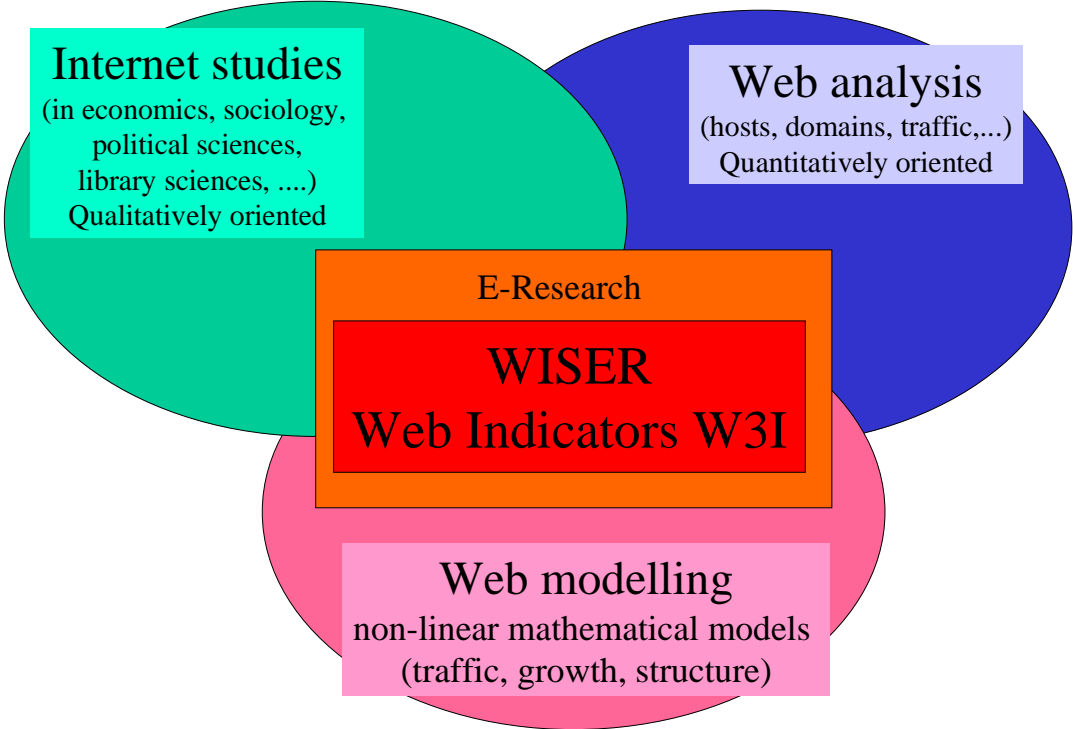 Internet studies
(in economics, sociology,
political sciences,
library sciences, ....)
Qualitatively oriented
Web analysis
(hosts, domains, traffic,...)
Quantitatively oriented
E-Research
WISER
Web Indicators W3I
Web modelling
non-linear mathematical models
(traffic, growth, structure)